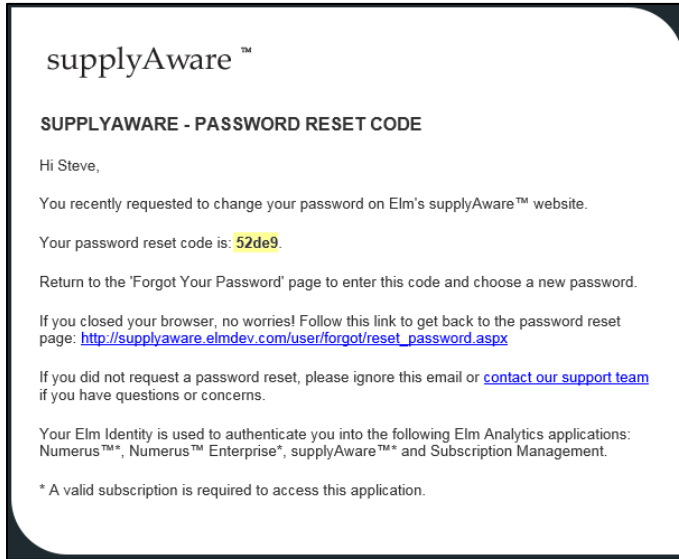 supplyAware ™
SUPPLYAWARE - PASSWORD RESET CODE
Hi Steve,
You recently requested to change your password on Elm's supplyAware™ website.
Your password reset code is: 52de9.
Return to the 'Forgot Your Password' page to enter this code and choose a new password.
If you closed your browser, no worries! Follow this link to get back to the password reset
page: http://supplyaware.elmdev.com/user/forgot/reset_password.aspx
If you did not request a password reset, please ignore this email or contact our support team
if you have questions or concerns.
Your Elm Identity is used to authenticate you into the following Elm Analytics applications:
Numerus™*, Numerus™ Enterprise*, supplyAware™* and Subscription Management.
* A valid subscription is required to access this application.